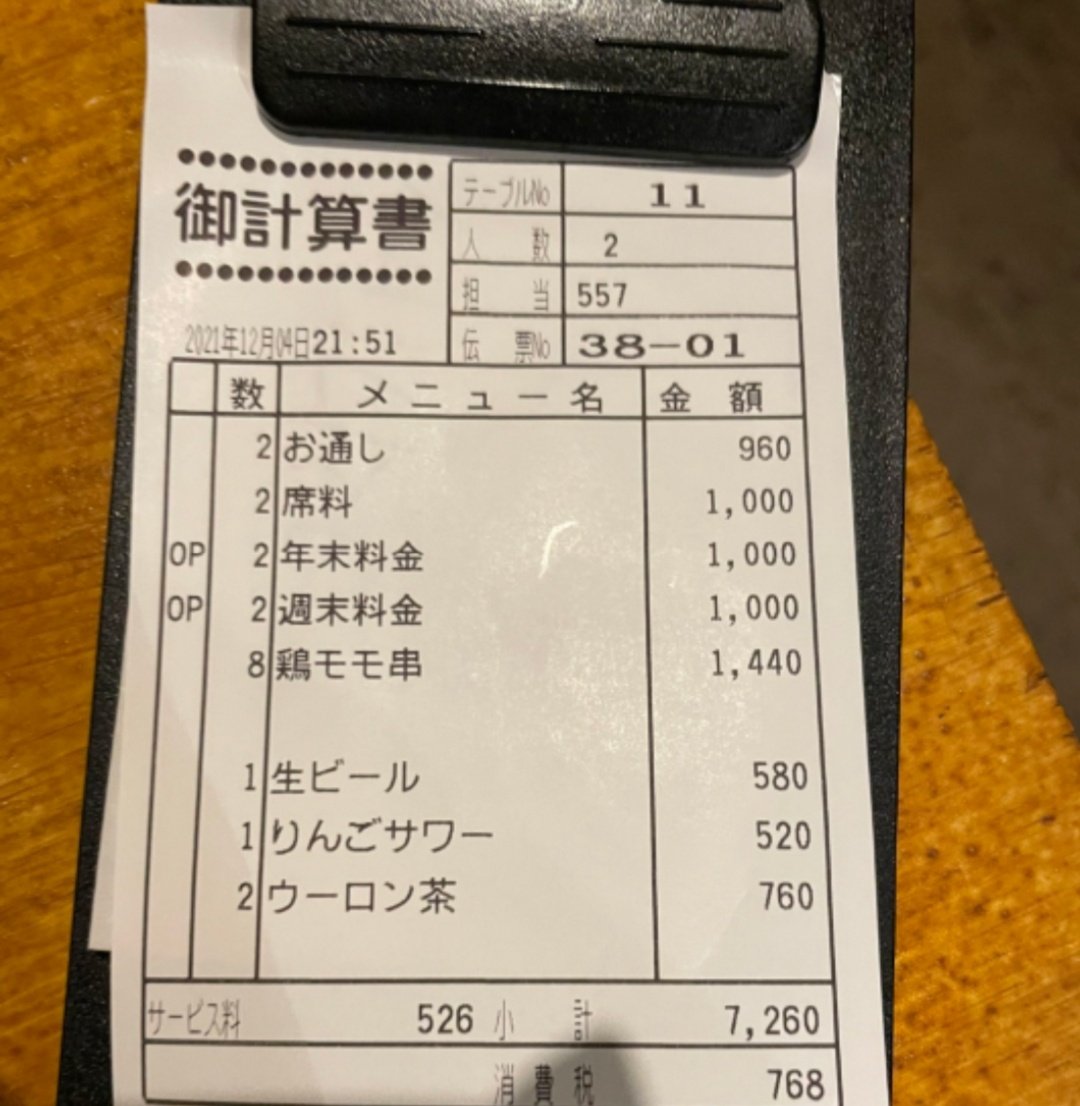 御計算書
テーブルNo 11
人数 2
担当 557
2021年12月04日21:51 伝票No 38-01
数 メニュー名 金額
2 お通し 960
2 席料 1,000
OP 2 年末料金 1,000
OP 2 週末料金 1,000
8 鶏モモ串 1,440
1 生ビール 580
1 りんごサワー 520
2 ウーロン茶 760
サービス料 526 小計 7,260
消費税 768